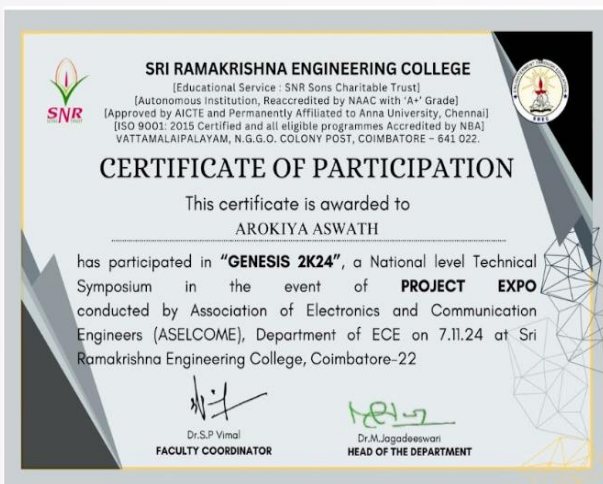 SNR
SRI RAMAKRISHNA ENGINEERING COLLEGE
[Educational Service : SNR Sons Charitable Trust]
[Autonomous Institution, Reaccredited by NAAC with 'A+' Grade]
[Approved by AICTE and Permanently Affiliated to Anna University, Chennai]
[ISO 9001: 2015 Certified and all eligible programmes Accredited by NBA]
VATTAMALAIPALAYAM, N.G.G.O. COLONY POST, COIMBATORE – 641 022.
CERTIFICATE OF PARTICIPATION
This certificate is awarded to
AROKIYA ASWATH
has participated in "GENESIS 2K24", a National level Technical
Symposium in the event of PROJECT EXPO
conducted by Association of Electronics and Communication
Engineers (ASELCOME), Department of ECE on 7.11.24 at Sri
Ramakrishna Engineering College, Coimbatore-22
Dr.S.P Vimal
FACULTY COORDINATOR
Dr.M.Jagadeeswari
HEAD OF THE DEPARTMENT